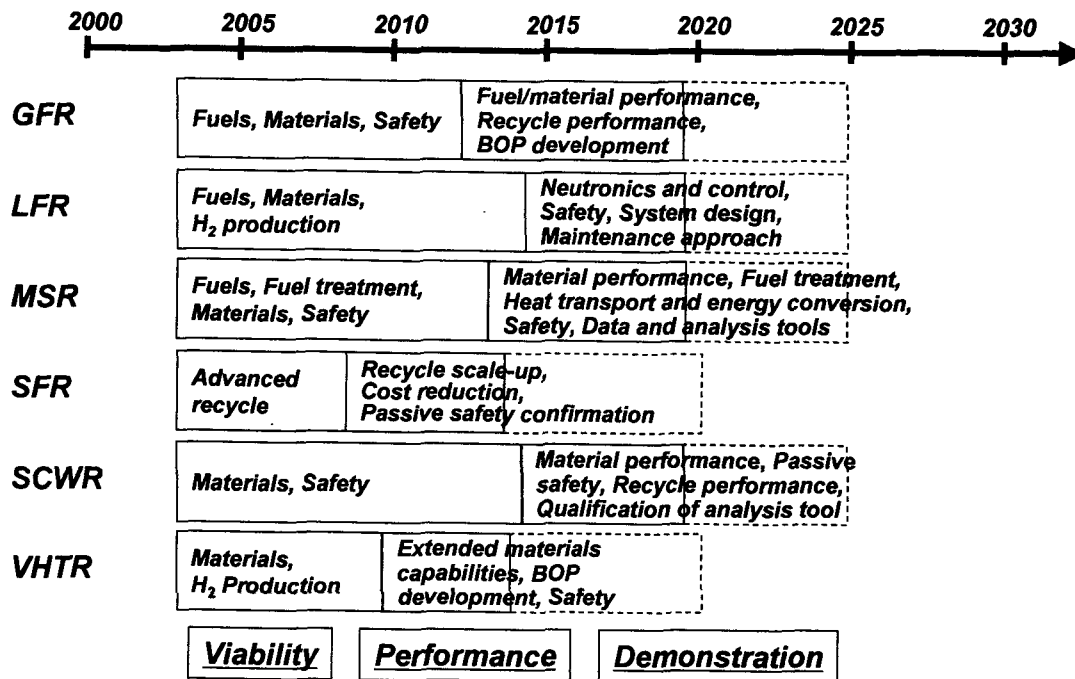 2000 2005 2010 2015 2020 2025 2030
GFR
Fuels, Materials, Safety
Fuel/material performance,
Recycle performance,
BOP development
LFR
Fuels, Materials,
H₂ production
Neutronics and control,
Safety, System design,
Maintenance approach
MSR
Fuels, Fuel treatment,
Materials, Safety
Material performance, Fuel treatment,
Heat transport and energy conversion,
Safety, Data and analysis tools
SFR
Advanced
recycle
Recycle scale-up,
Cost reduction,
Passive safety confirmation
SCWR
Materials, Safety
Material performance, Passive
safety, Recycle performance,
Qualification of analysis tool
VHTR
Materials,
H₂ Production
Extended materials
capabilities, BOP
development, Safety
Viability Performance Demonstration